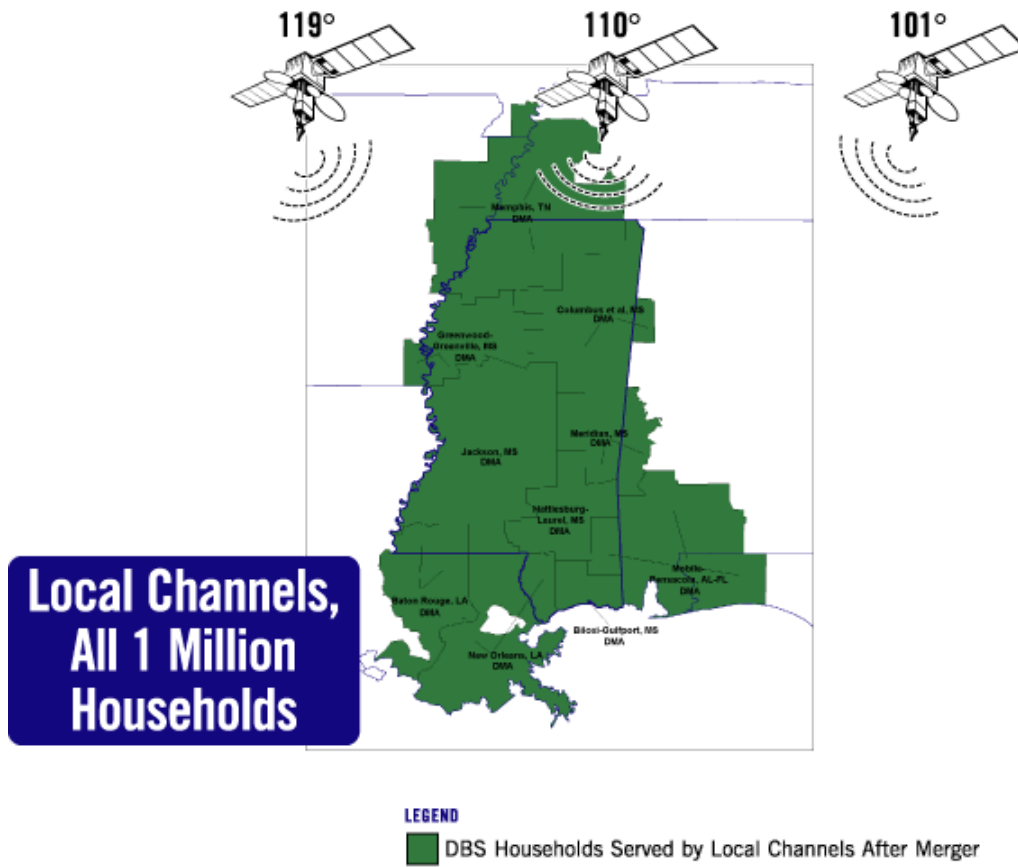 119°
110°
101°
Memphis, TN
DMA
Columbus et al, MS
DMA
Greenwood-
Greenville, MS
DMA
Meridian, MS
DMA
Jackson, MS
DMA
Hattiesburg-
Laurel, MS
DMA
Mobile-
Pensacola, AL-FL
DMA
Baton Rouge, LA
DMA
Biloxi-Gulfport, MS
DMA
New Orleans, LA
DMA
Local Channels,
All 1 Million
Households
LEGEND
DBS Households Served by Local Channels After Merger